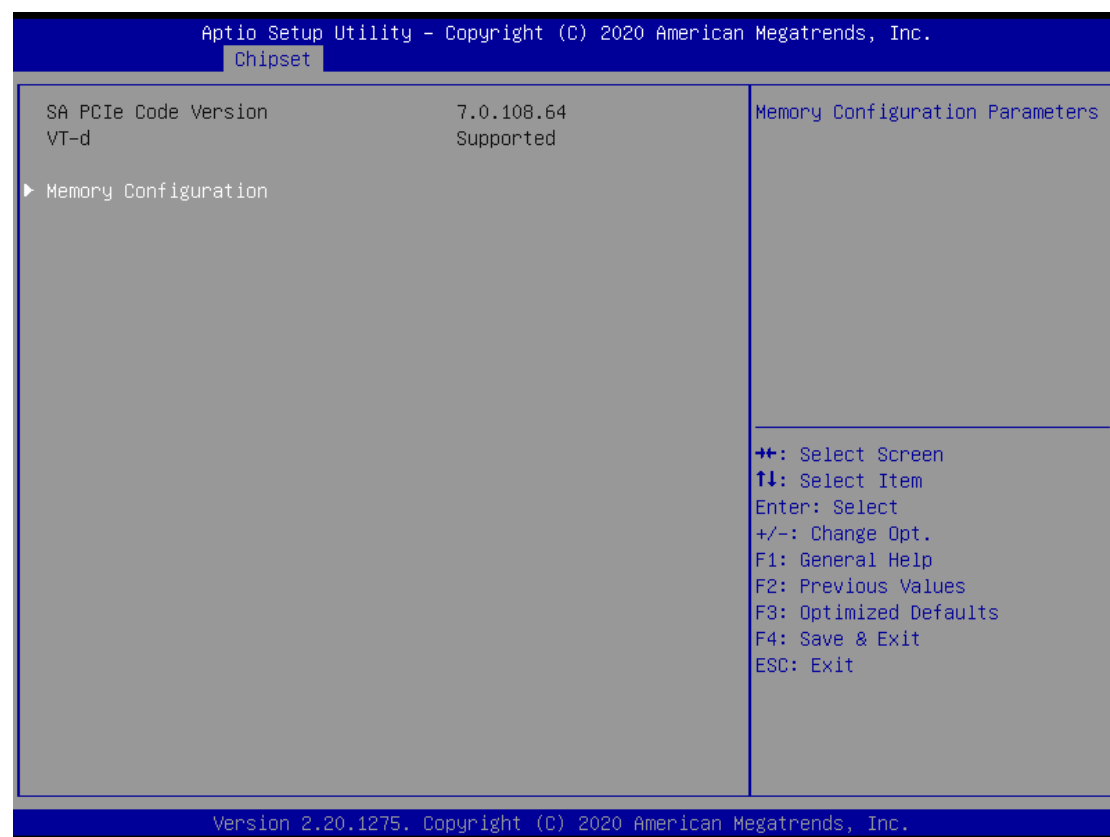 Aptio Setup Utility – Copyright (C) 2020 American Megatrends, Inc.
Chipset
SA PCIe Code Version 7.0.108.64
VT-d Supported
▶ Memory Configuration
Memory Configuration Parameters
→←: Select Screen
↑↓: Select Item
Enter: Select
+/-: Change Opt.
F1: General Help
F2: Previous Values
F3: Optimized Defaults
F4: Save & Exit
ESC: Exit
Version 2.20.1275. Copyright (C) 2020 American Megatrends, Inc.